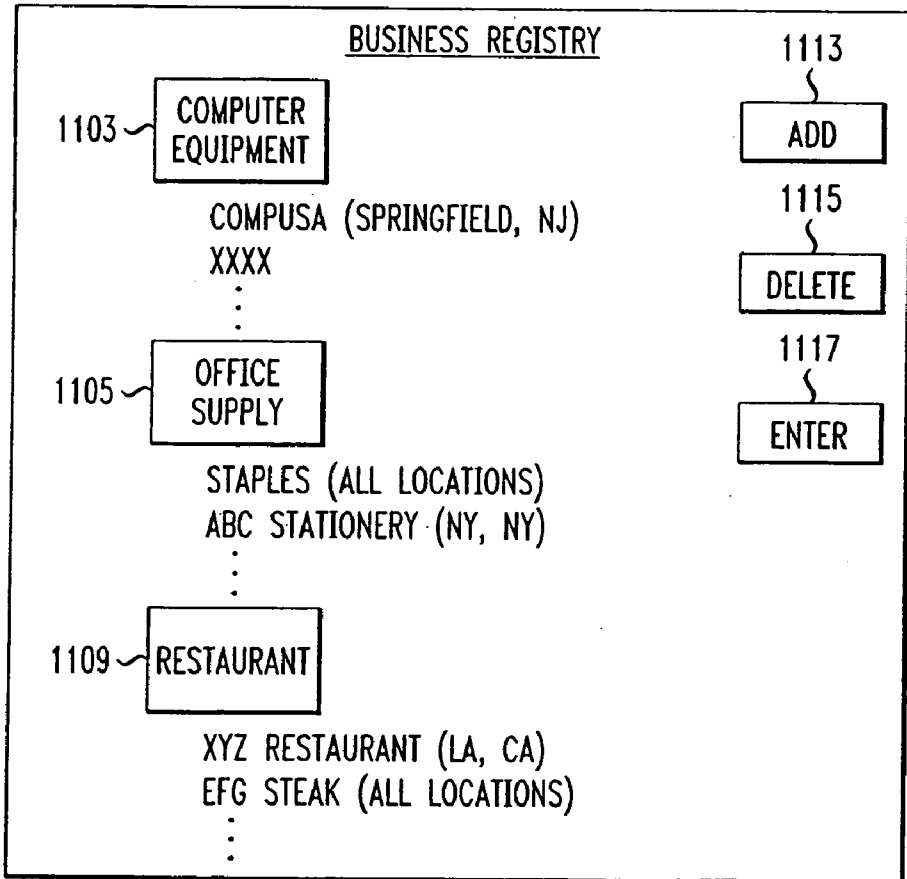 BUSINESS REGISTRY
1103
COMPUTER
EQUIPMENT
COMPUSA (SPRINGFIELD, NJ)
XXXX
1105
OFFICE
SUPPLY
STAPLES (ALL LOCATIONS)
ABC STATIONERY (NY, NY)
1109
RESTAURANT
XYZ RESTAURANT (LA, CA)
EFG STEAK (ALL LOCATIONS)
1113
ADD
1115
DELETE
1117
ENTER